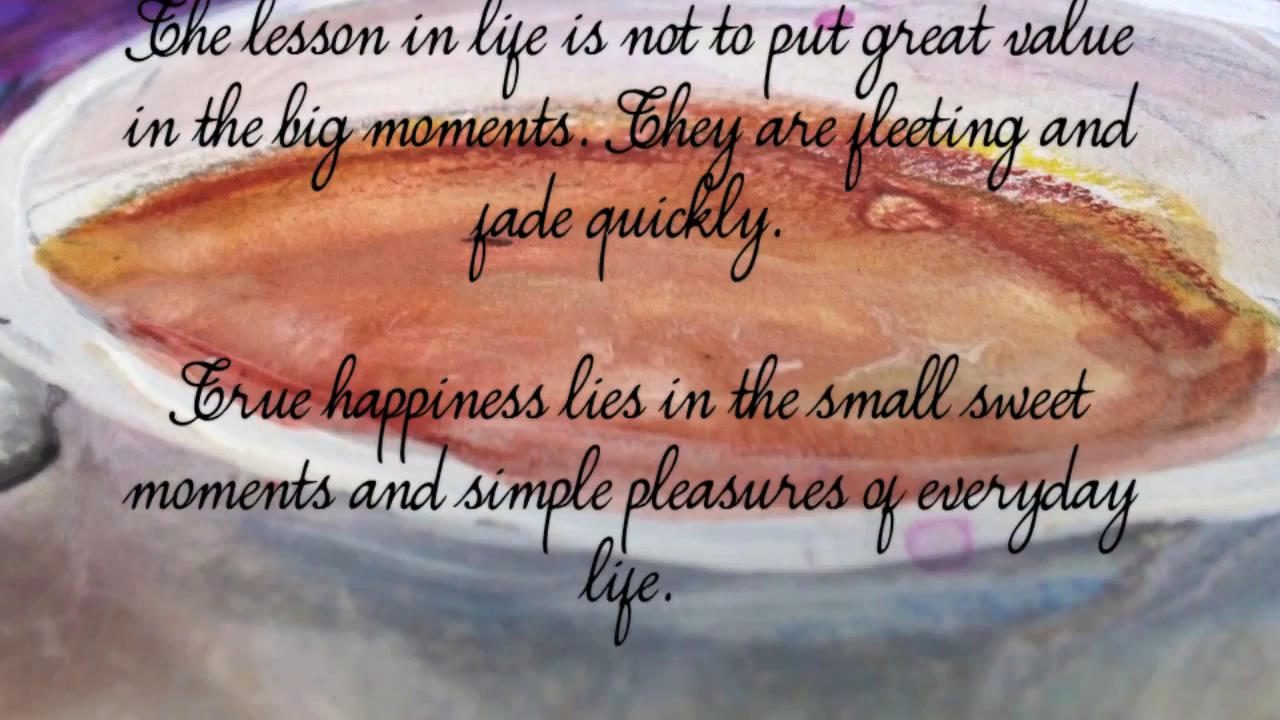 The lesson in life is not to put great value
in the big moments. They are fleeting and
fade quickly.
True happiness lies in the small sweet
moments and simple pleasures of everyday
life.